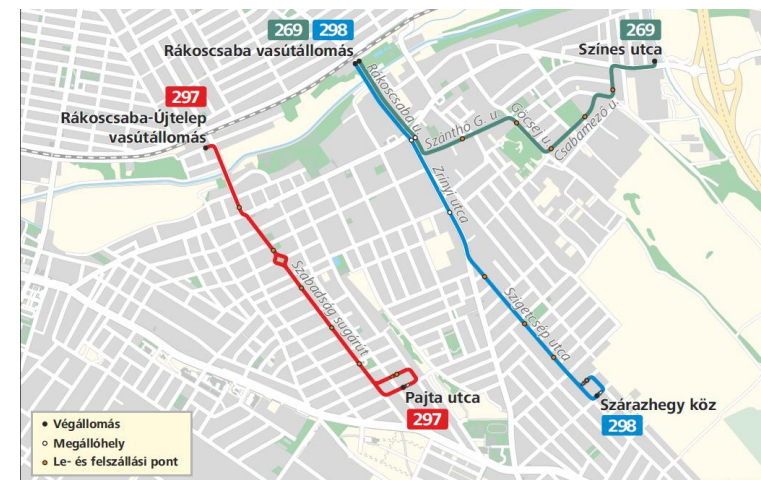 269 298
Rákoscsaba vasútállomás
269
Színes utca
297
Rákoscsaba-Újtelep
vasútállomás
Rákoscsaba u.
Szánthó G. u.
Göcsej u.
Csabamező u.
Zrínyi utca
Szabadság sugárút
Szigetcsép utca
Pajta utca
297
Szárazhegy köz
298
Végállomás
Megállóhely
Le- és felszállási pont